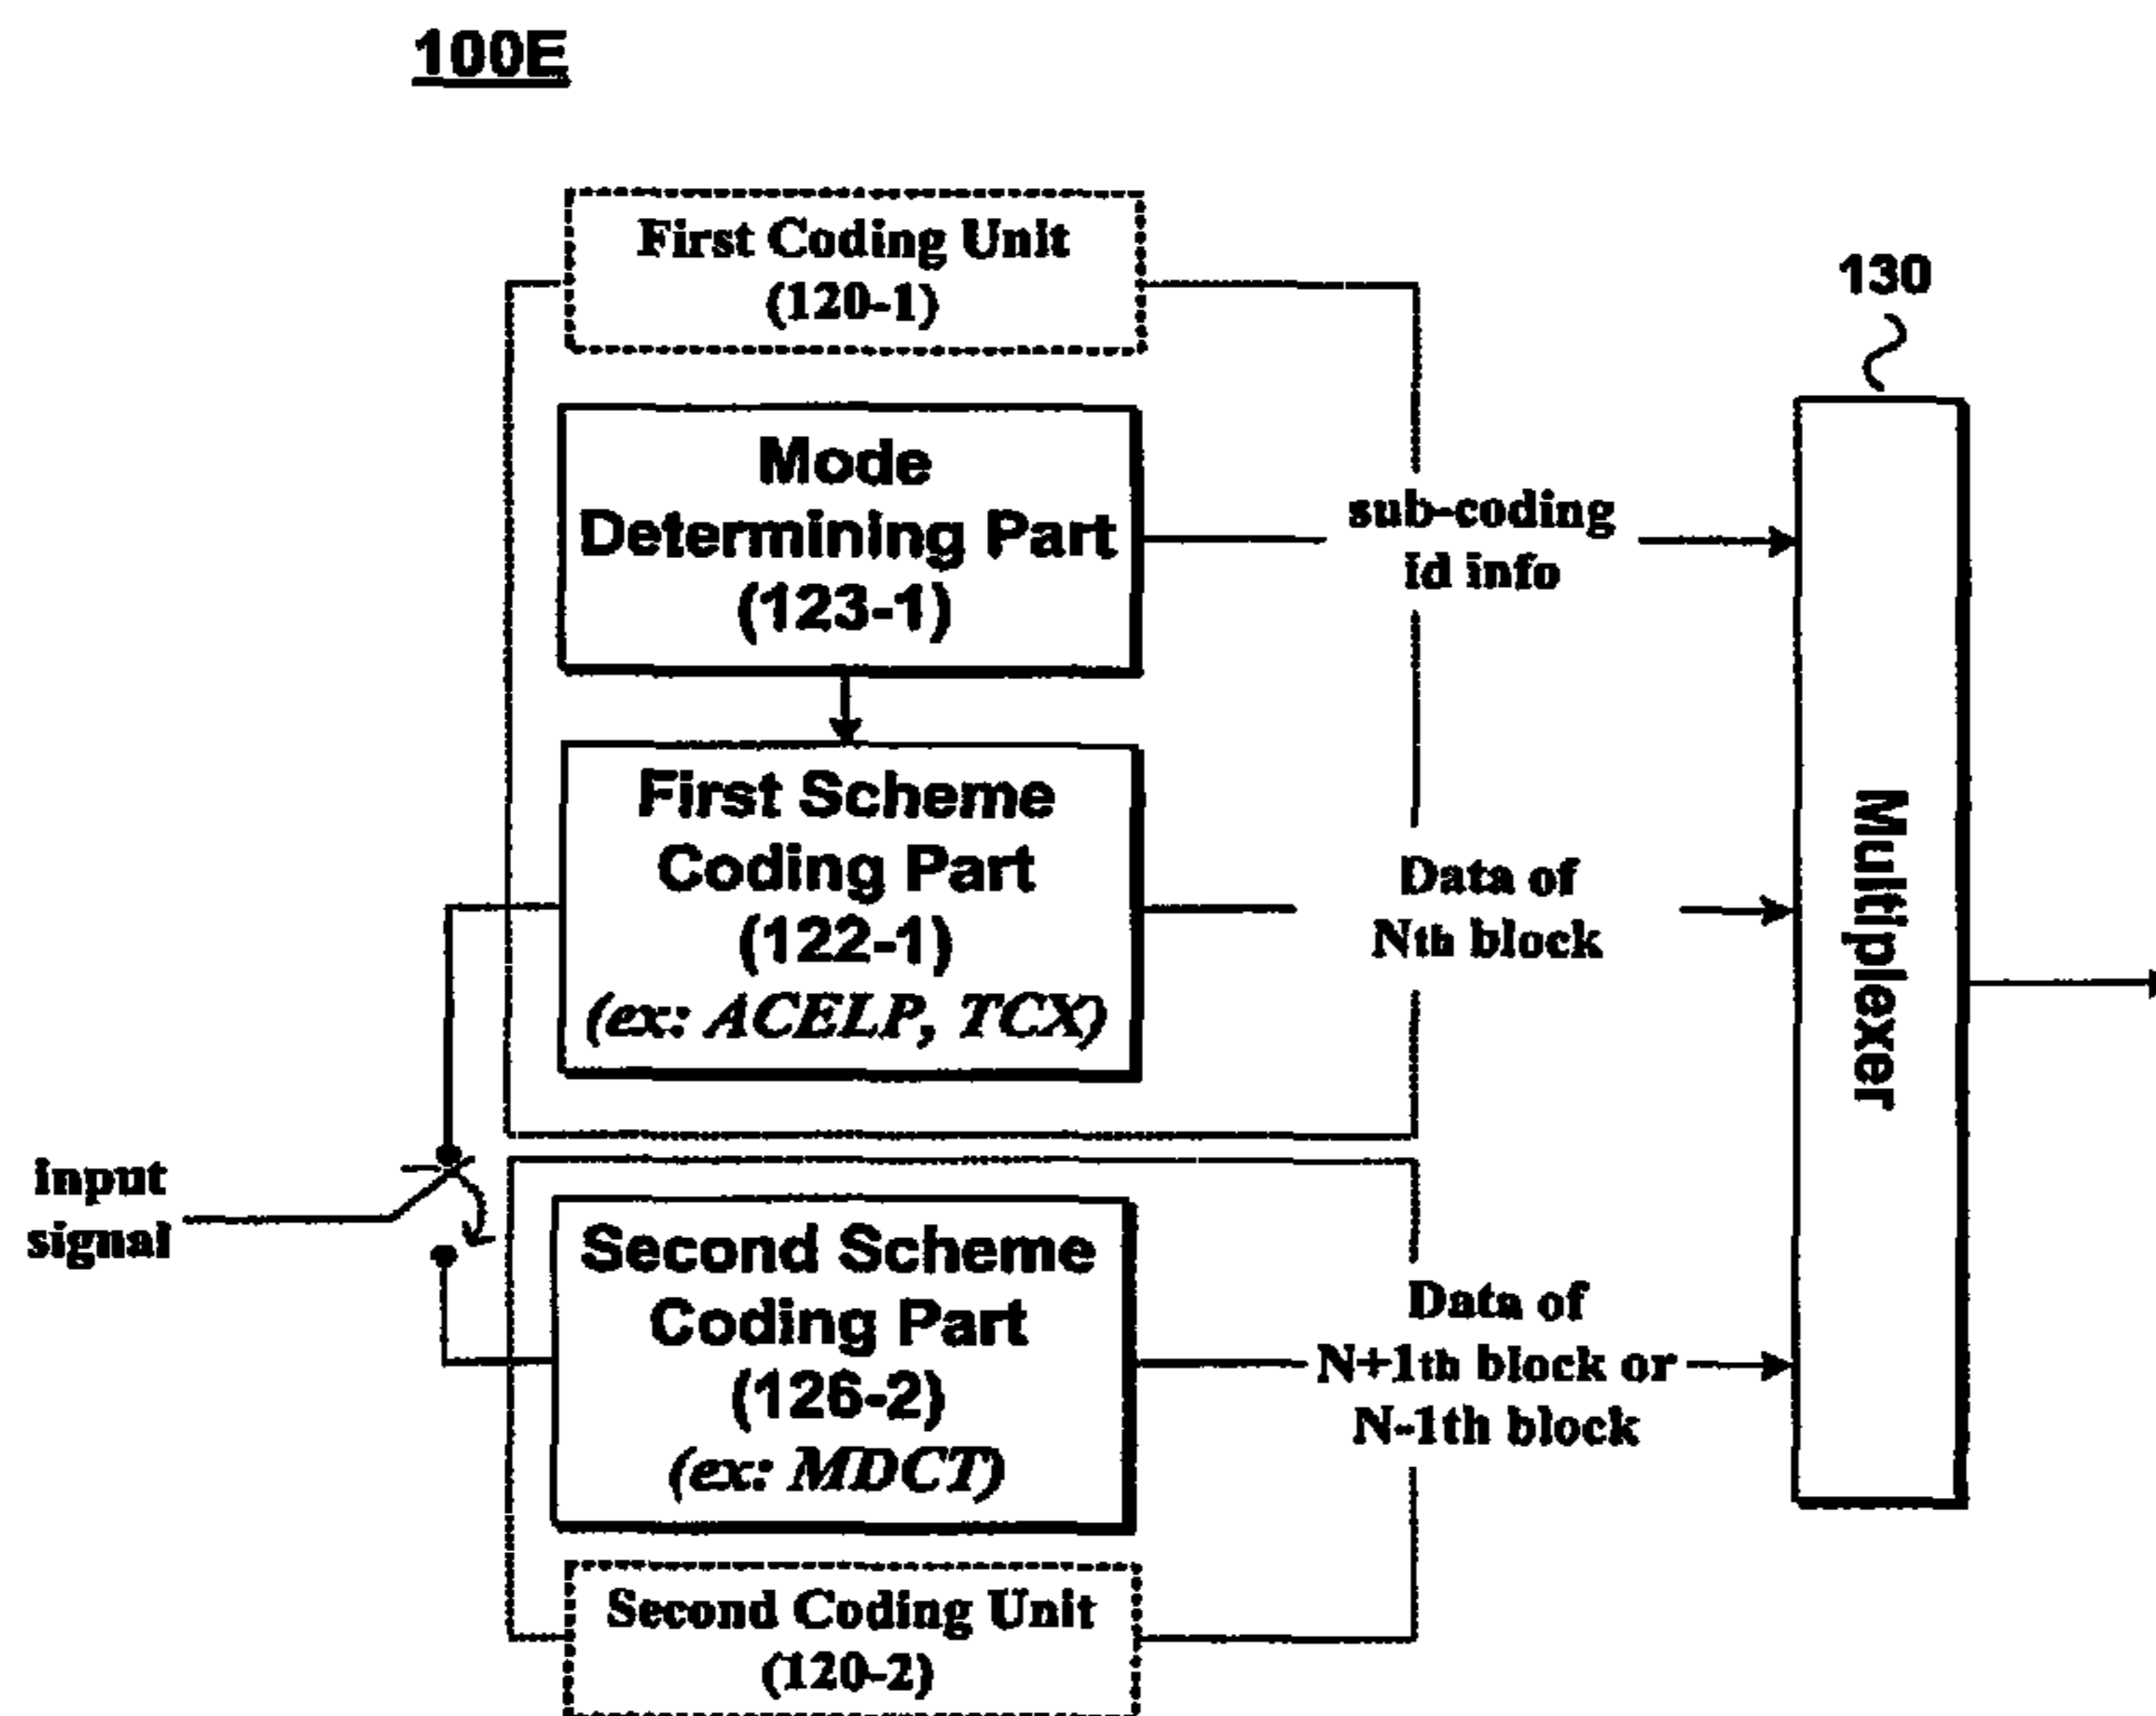 100E
First Coding Unit
(120-1)
130
Mode
Determining Part
(123-1)
sub-coding
id info
First Scheme
Coding Part
(122-1)
(ex: ACELP, TCX)
Data of
Nth block
Multiplexer
input
signal
Second Scheme
Coding Part
(126-2)
(ex: MDCT)
Data of
N+1th block or
N-1th block
Second Coding Unit
(120-2)